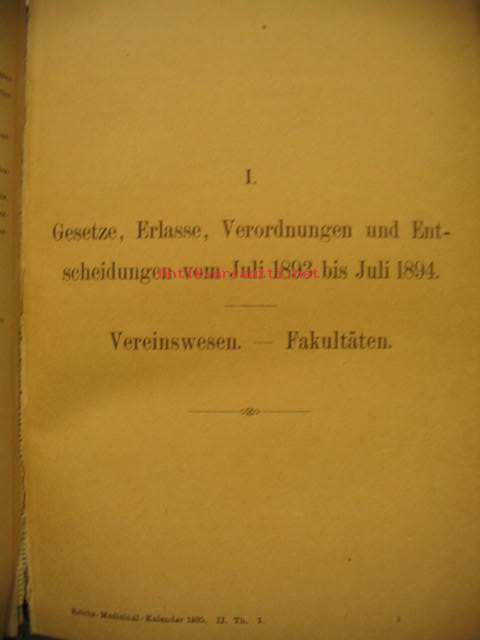 I.
Gesetze, Erlasse, Verordnungen und Ent-
scheidungen vom Juli 1893 bis Juli 1894.
Vereinswesen. — Fakultäten.
Reichs-Medicinal-Kalender 1895. II. Th. I.